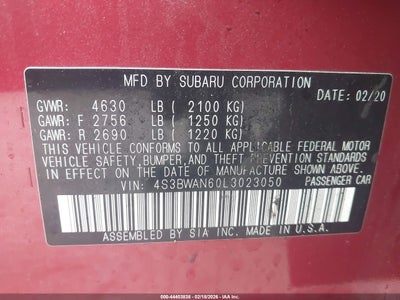 MFD BY SUBARU CORPORATION
DATE: 02/20
GVWR: 4630 LB ( 2100 KG)
GAWR: F 2756 LB ( 1250 KG)
GAWR: R 2690 LB ( 1220 KG)
THIS VEHICLE CONFORMS TO ALL APPLICABLE FEDERAL MOTOR
VEHICLE SAFETY, BUMPER, AND THEFT PREVENTION STANDARDS
IN EFFECT ON THE DATE OF MANUFACTURE SHOWN ABOVE.
VIN: 4S3BWAN60L3023050 PASSENGER CAR
ASSEMBLED BY SIA INC. MADE IN U.S.A.
000-44403838 - 02/18/2026 - IAAI.COM